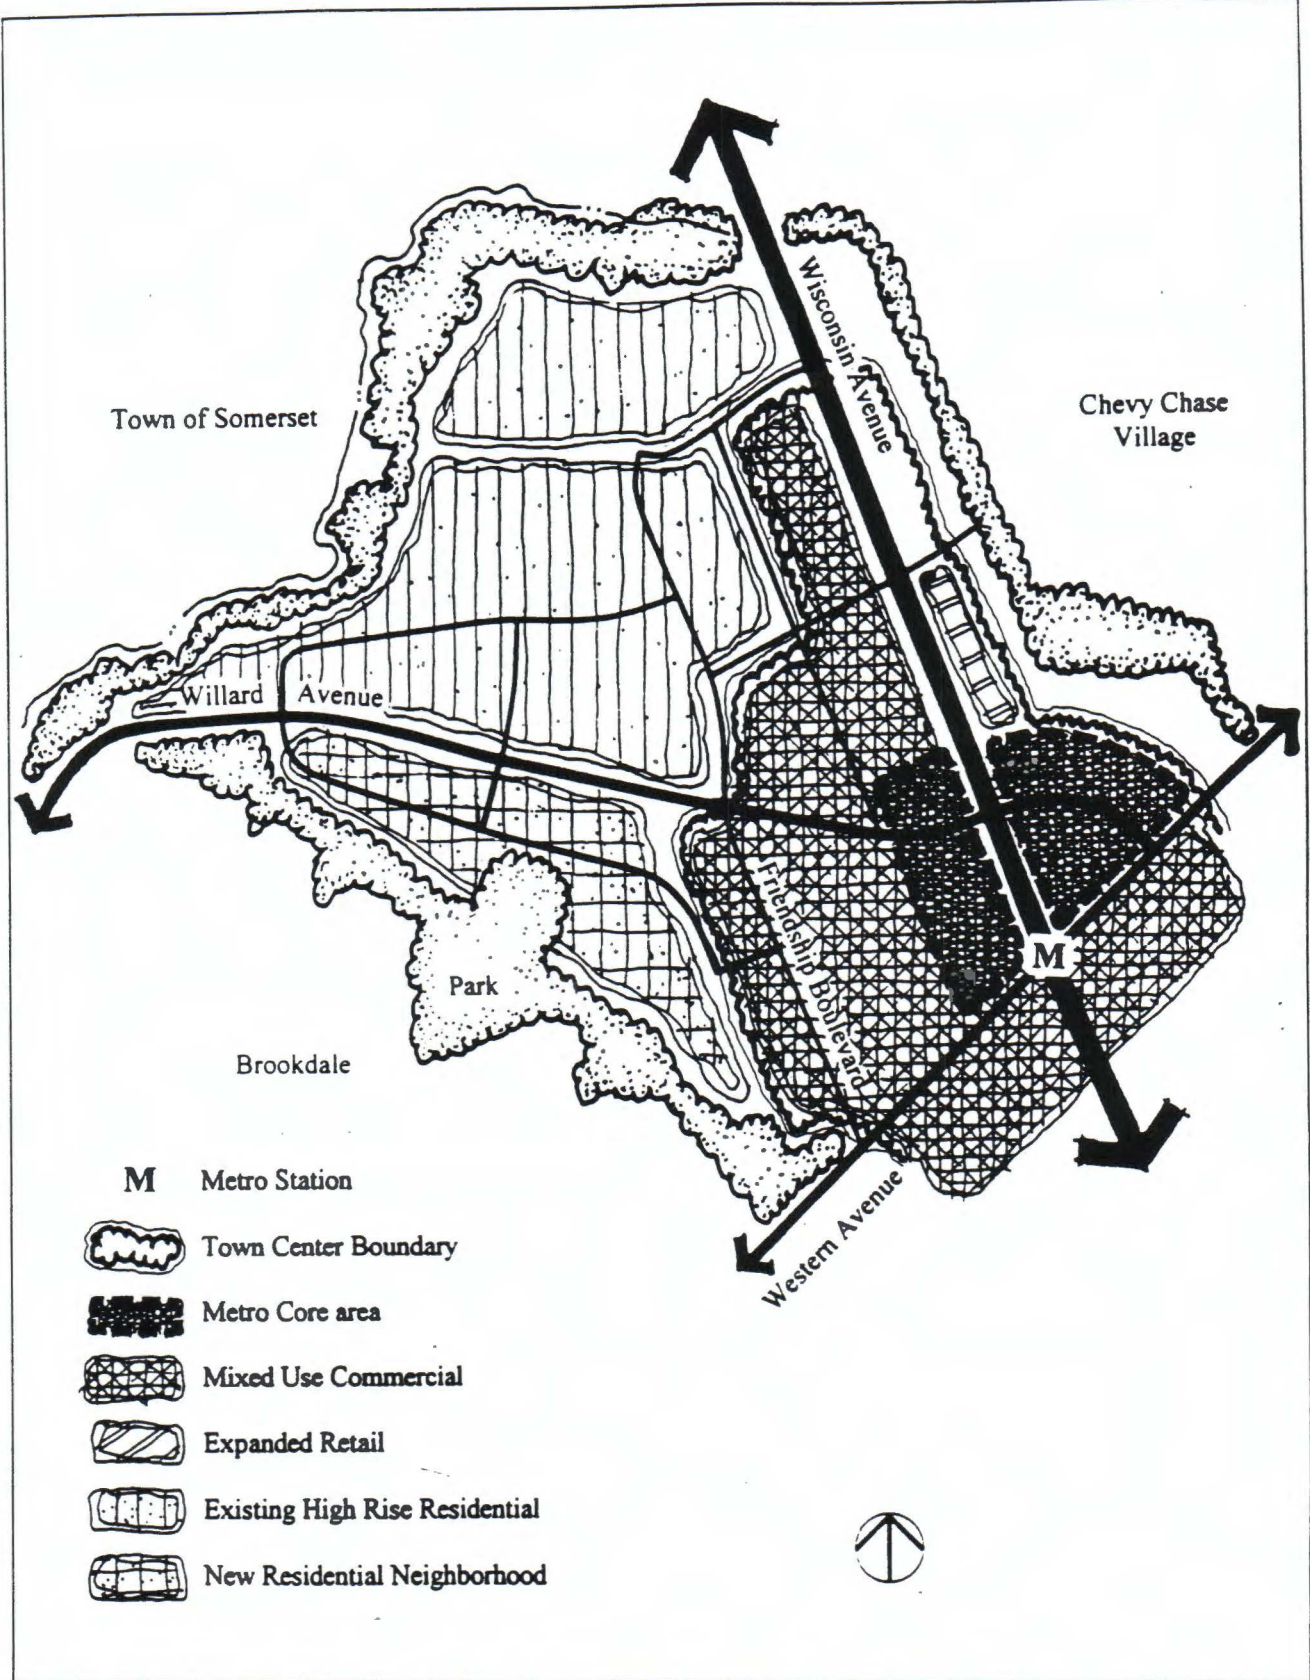 Wisconsin Avenue
Town of Somerset
Chevy Chase
Village
Willard Avenue
Friendship Boulevard
M
Park
Brookdale
Western Avenue
M Metro Station
Town Center Boundary
Metro Core area
Mixed Use Commercial
Expanded Retail
Existing High Rise Residential
New Residential Neighborhood